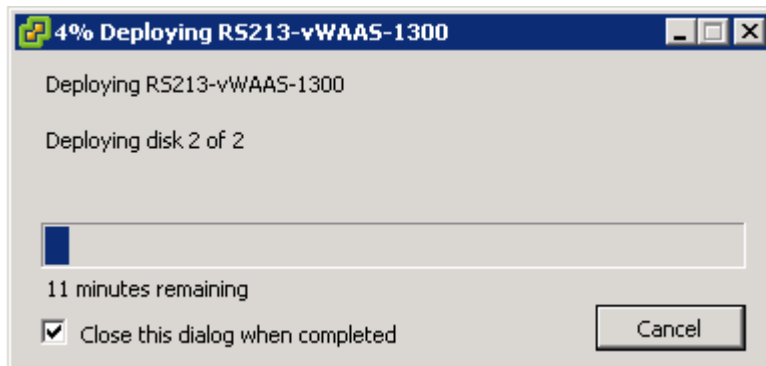 4% Deploying RS213-vWAAS-1300
Deploying RS213-vWAAS-1300
Deploying disk 2 of 2
11 minutes remaining
Close this dialog when completed
Cancel